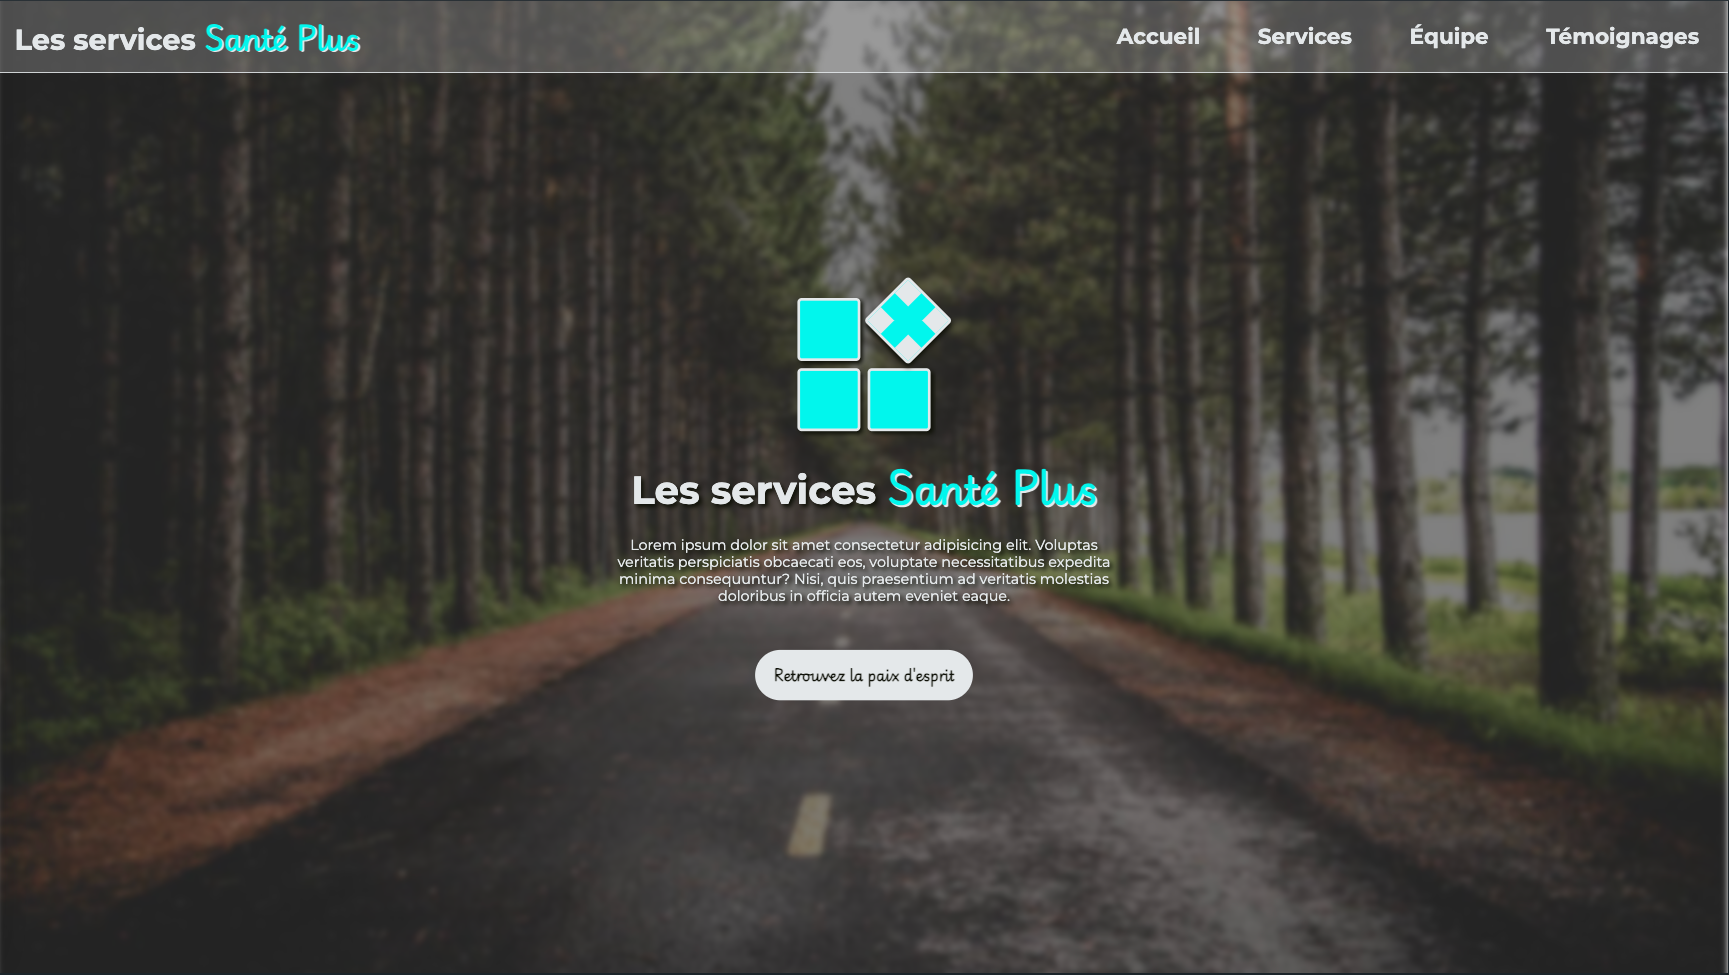 Les services Santé Plus
Accueil Services Équipe Témoignages
Les services Santé Plus
Lorem ipsum dolor sit amet consectetur adipisicing elit. Voluptas
veritatis perspiciatis obcaecati eos, voluptate necessitatibus expedita
minima consequuntur? Nisi, quis praesentium ad veritatis molestias
doloribus in officia autem eveniet eaque.
Retrouvez la paix d'esprit